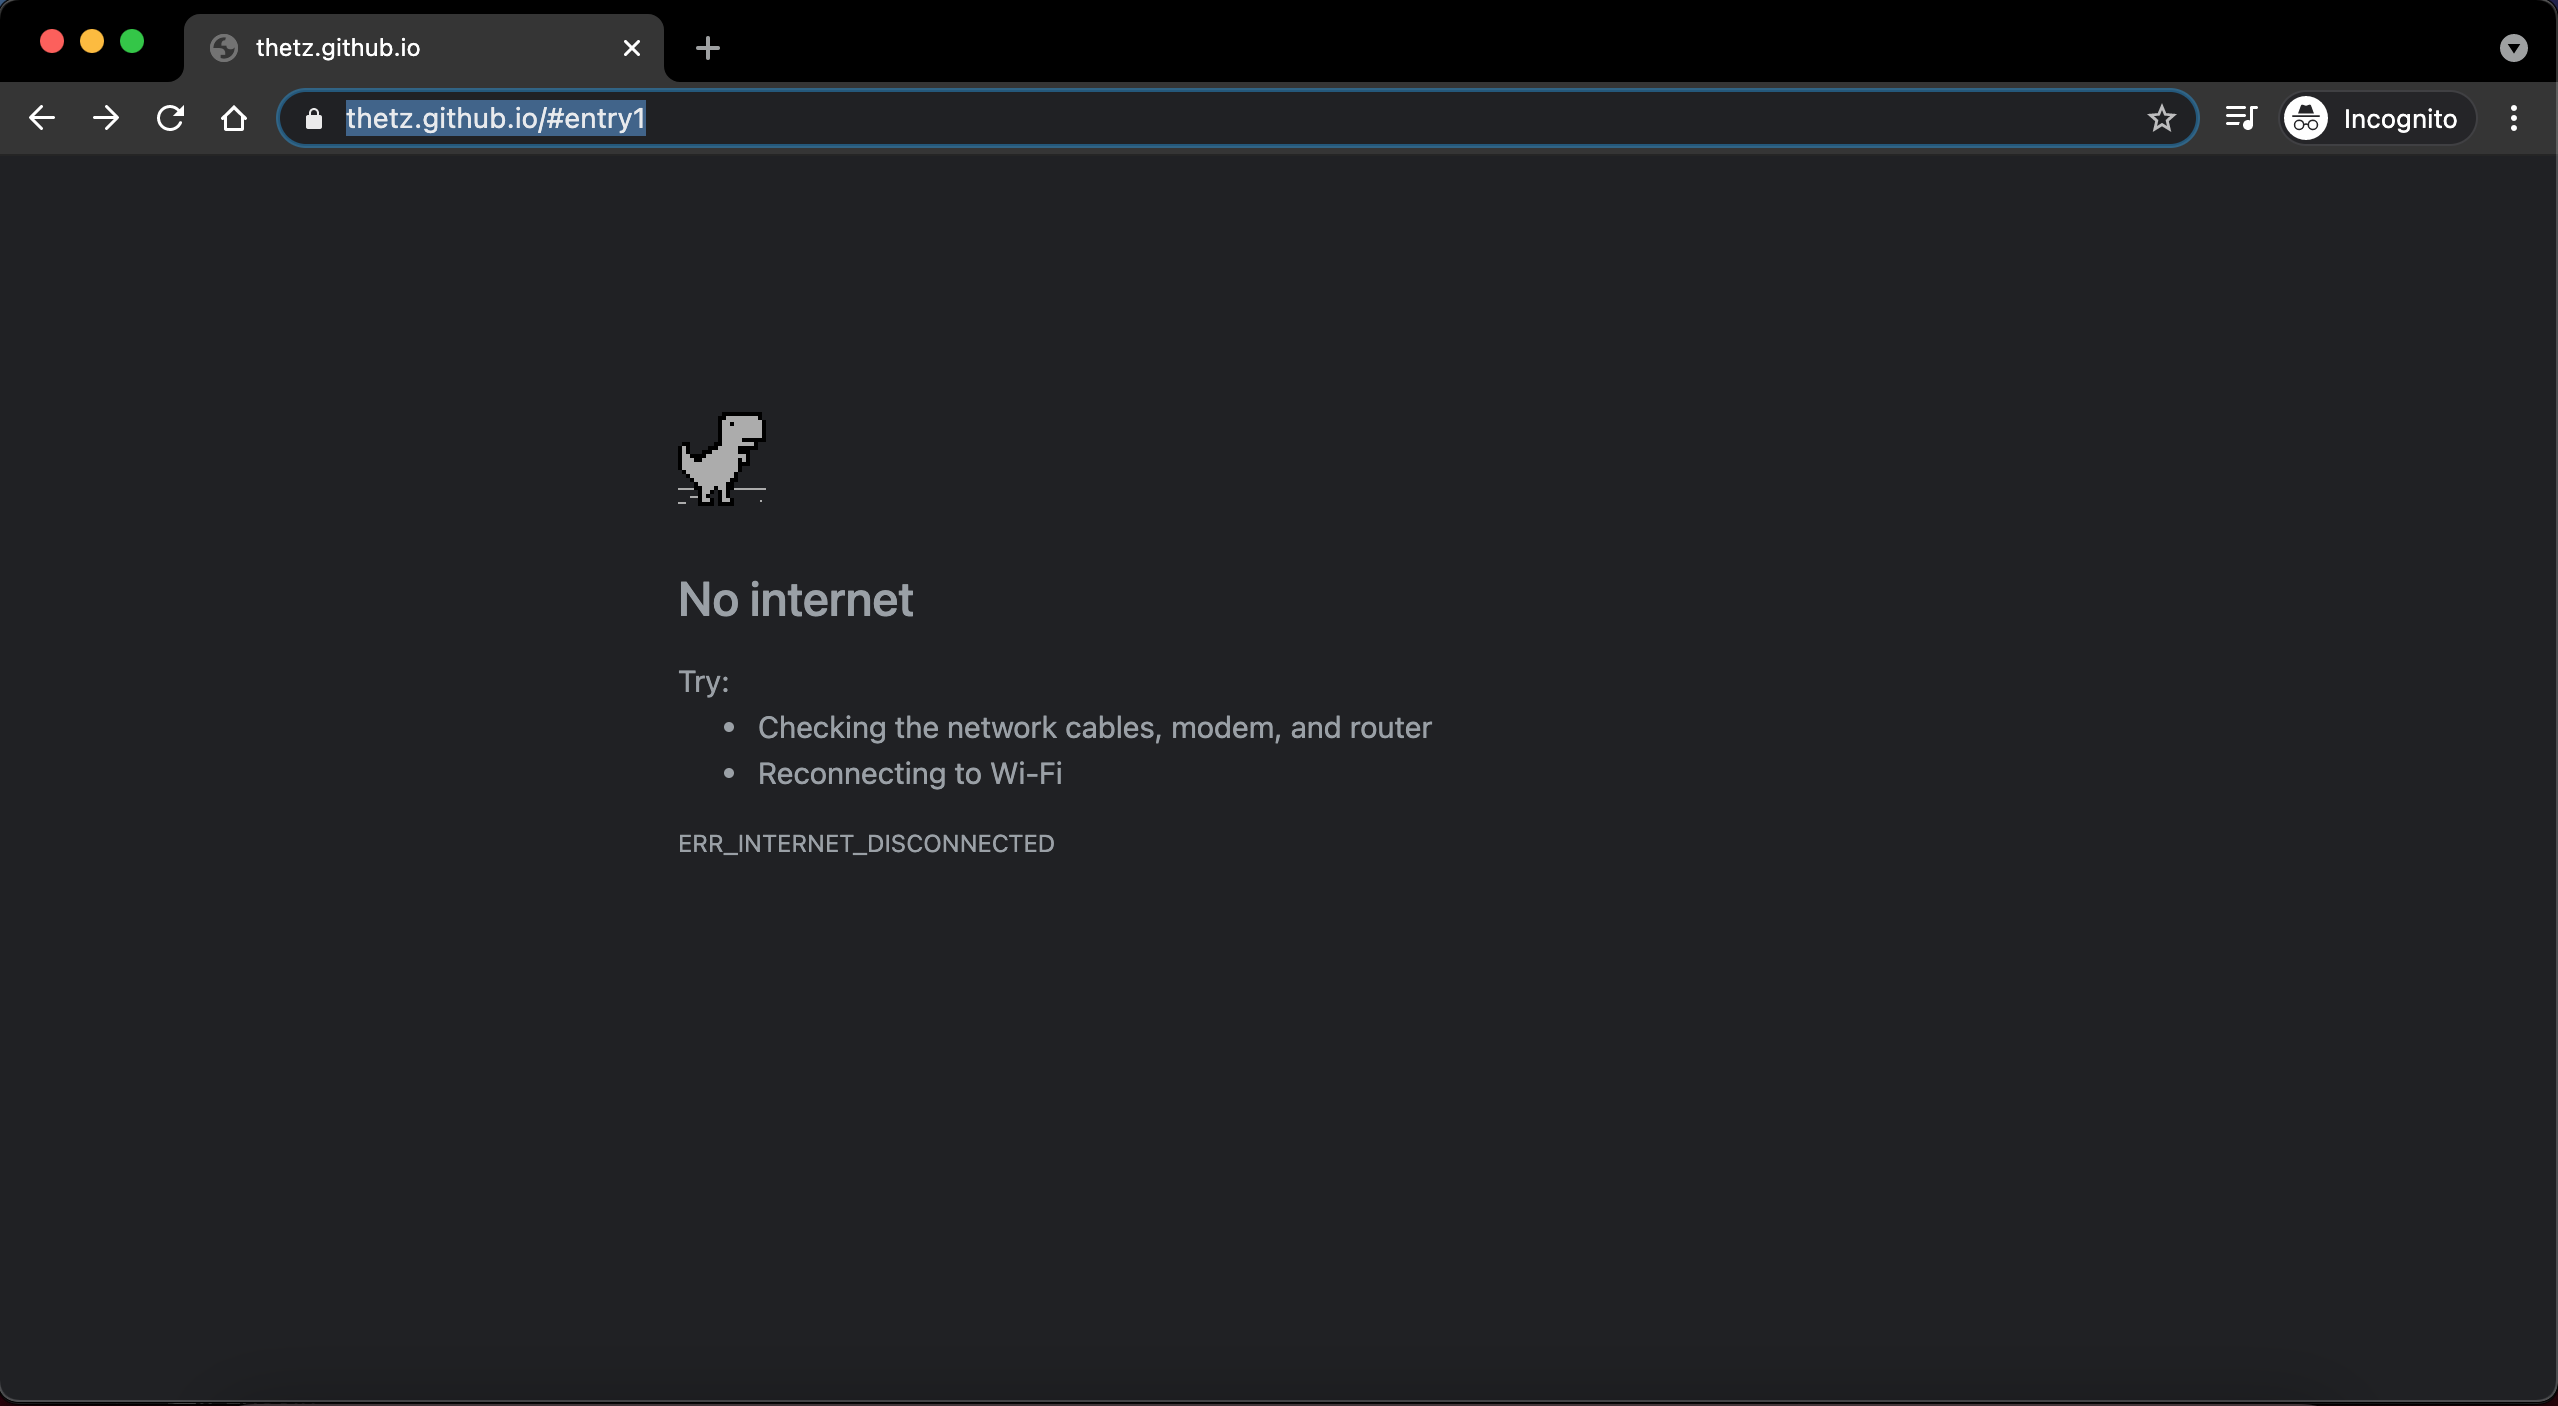 thetz.github.io
thetz.github.io/#entry1
Incognito
No internet
Try:
• Checking the network cables, modem, and router
• Reconnecting to Wi-Fi
ERR_INTERNET_DISCONNECTED